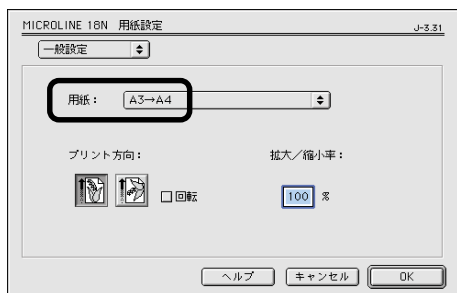 MICROLINE 18N 用紙設定 J-3.31
一般設定
用紙： A3→A4
プリント方向： 拡大／縮小率：
回転 100 %
ヘルプ キャンセル OK